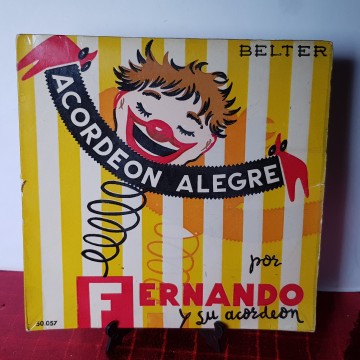 BELTER
ACORDEON ALEGRE
por
FERNANDO
y su acordeon
50.057